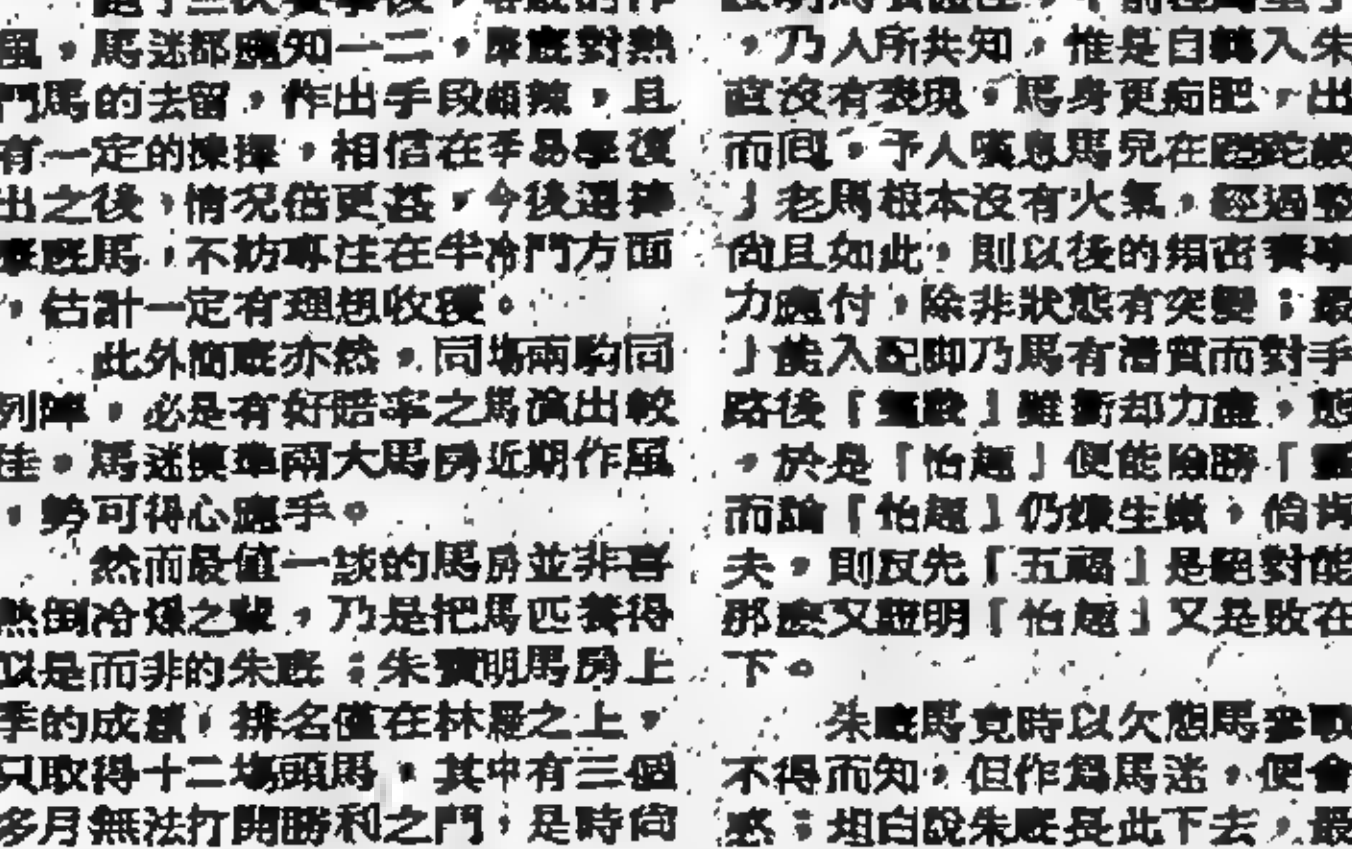 風，馬迷都應知一二，廐對熱
門馬的去留，作出手段頗辣，且
有一定的揀擇，相信在李易學復
出之後，情況倍更甚，今後選擇
廐馬，不妨專注在半冷門方面
，估計一定有理想收穫。
此外簡廐亦然，同場兩駒同
列陣，必是有好賠率之馬演出較
佳。馬迷摸準兩大馬房近期作風
，勢可得心應手。
然而最值一談的馬房並非喜
熱倒冷爆之輩，乃是把馬匹養得
似是而非的朱廐；朱寶明馬房上
季的成績，排名僅在林羅之上，
只取得十二場頭馬，其中有三個
多月無法打開勝利之門，是時尚
，乃人所共知，惟是自轉入朱
廐沒有表現，馬身更痴肥，出
而回。予人嘆息馬兒在
」老馬根本沒有火氣，經過
尚且如此，則以後的頻密賽事
力應付，除非狀態有突變；最
」能入配腳乃馬有潛質而對手
路後「　　」雖衝却力盡，態
，於是「怡趣」便能險勝「
而論「怡趣」仍嫌生嫩，倘
夫，則反先「五福」是絕對能
那麼又證明「怡趣」又是敗在
下。
朱廐馬竟時以欠態馬參戰
不得而知，但作為馬迷，便會
惑；坦白說朱廐長此下去，最